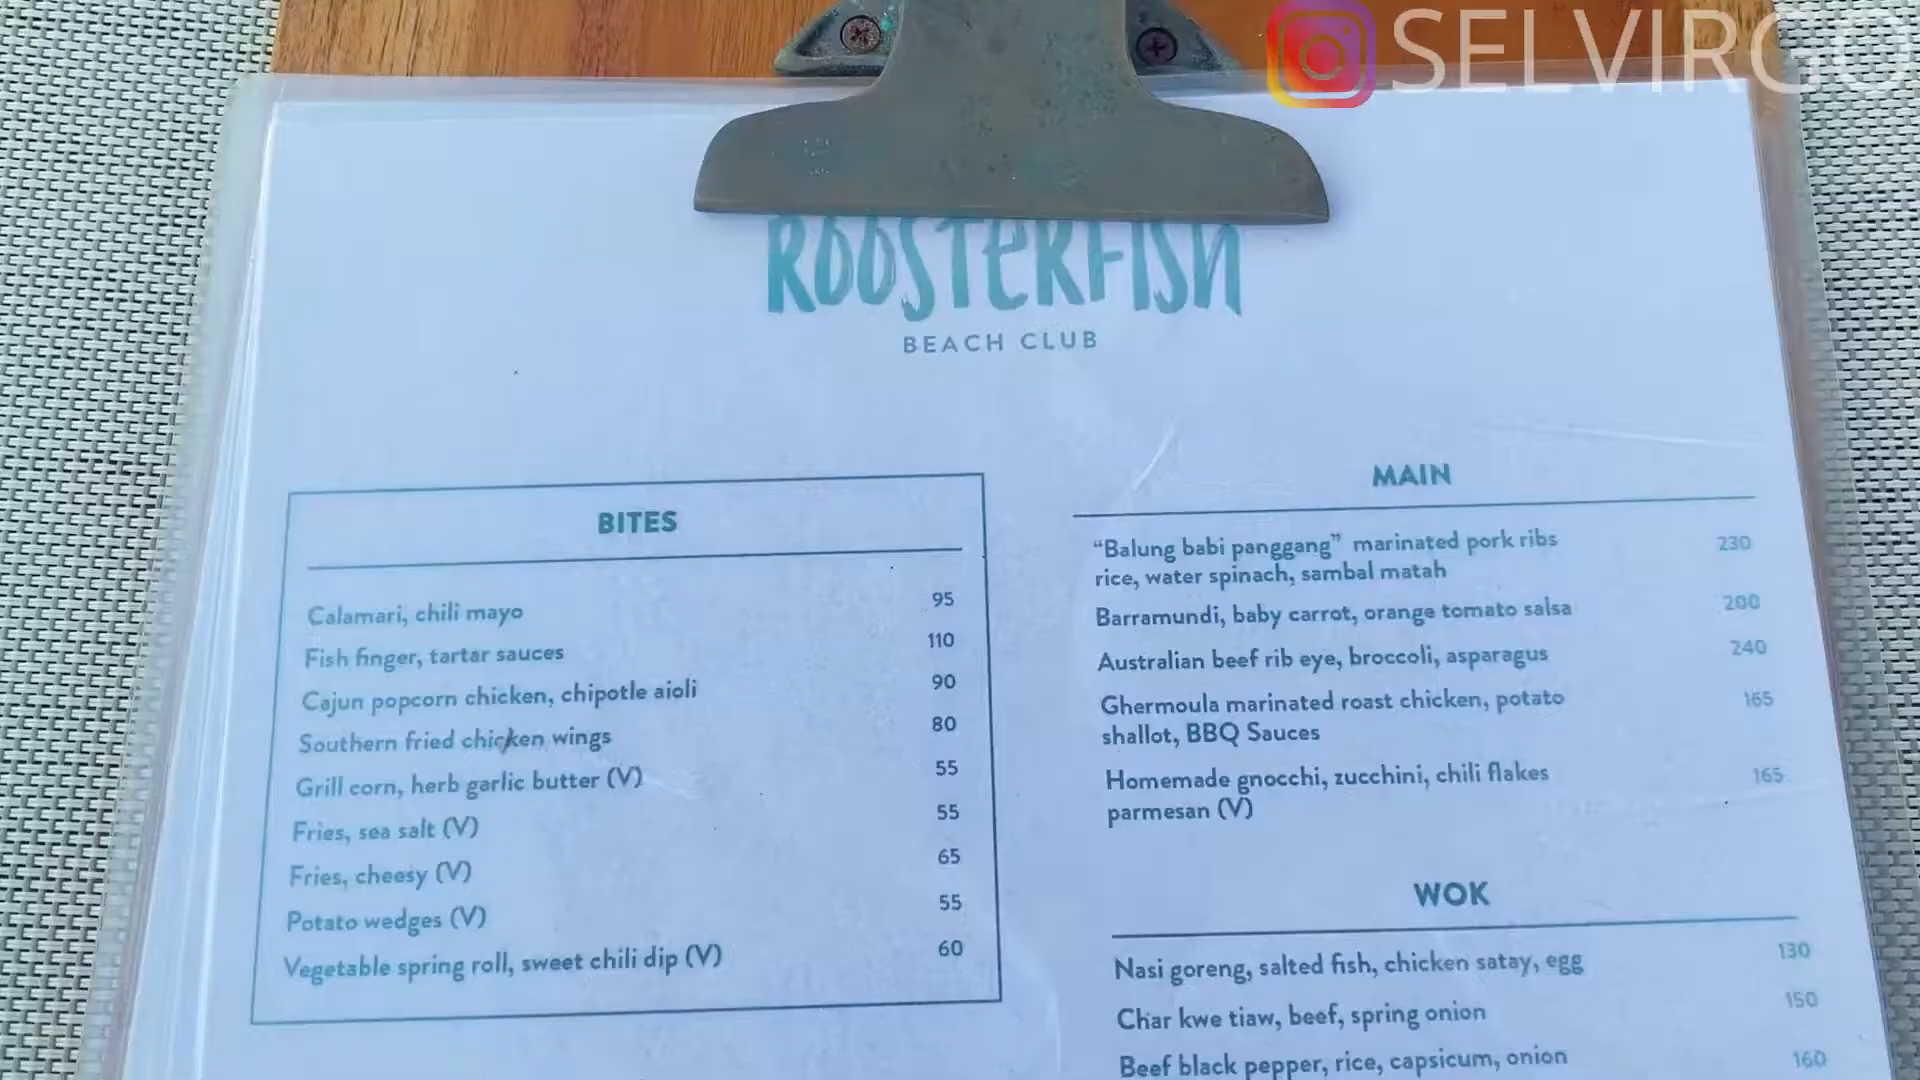 SELVIRGO
ROOSTERFISH
BEACH CLUB
BITES
Calamari, chili mayo 95
Fish finger, tartar sauces 110
Cajun popcorn chicken, chipotle aioli 90
Southern fried chicken wings 80
Grill corn, herb garlic butter (V) 55
Fries, sea salt (V) 55
Fries, cheesy (V) 65
Potato wedges (V) 55
Vegetable spring roll, sweet chili dip (V) 60
MAIN
“Balung babi panggang” marinated pork ribs 230
rice, water spinach, sambal matah
Barramundi, baby carrot, orange tomato salsa 200
Australian beef rib eye, broccoli, asparagus 240
Ghermoula marinated roast chicken, potato 165
shallot, BBQ Sauces
Homemade gnocchi, zucchini, chili flakes 165
parmesan (V)
WOK
Nasi goreng, salted fish, chicken satay, egg 130
Char kwe tiaw, beef, spring onion 150
Beef black pepper, rice, capsicum, onion 160